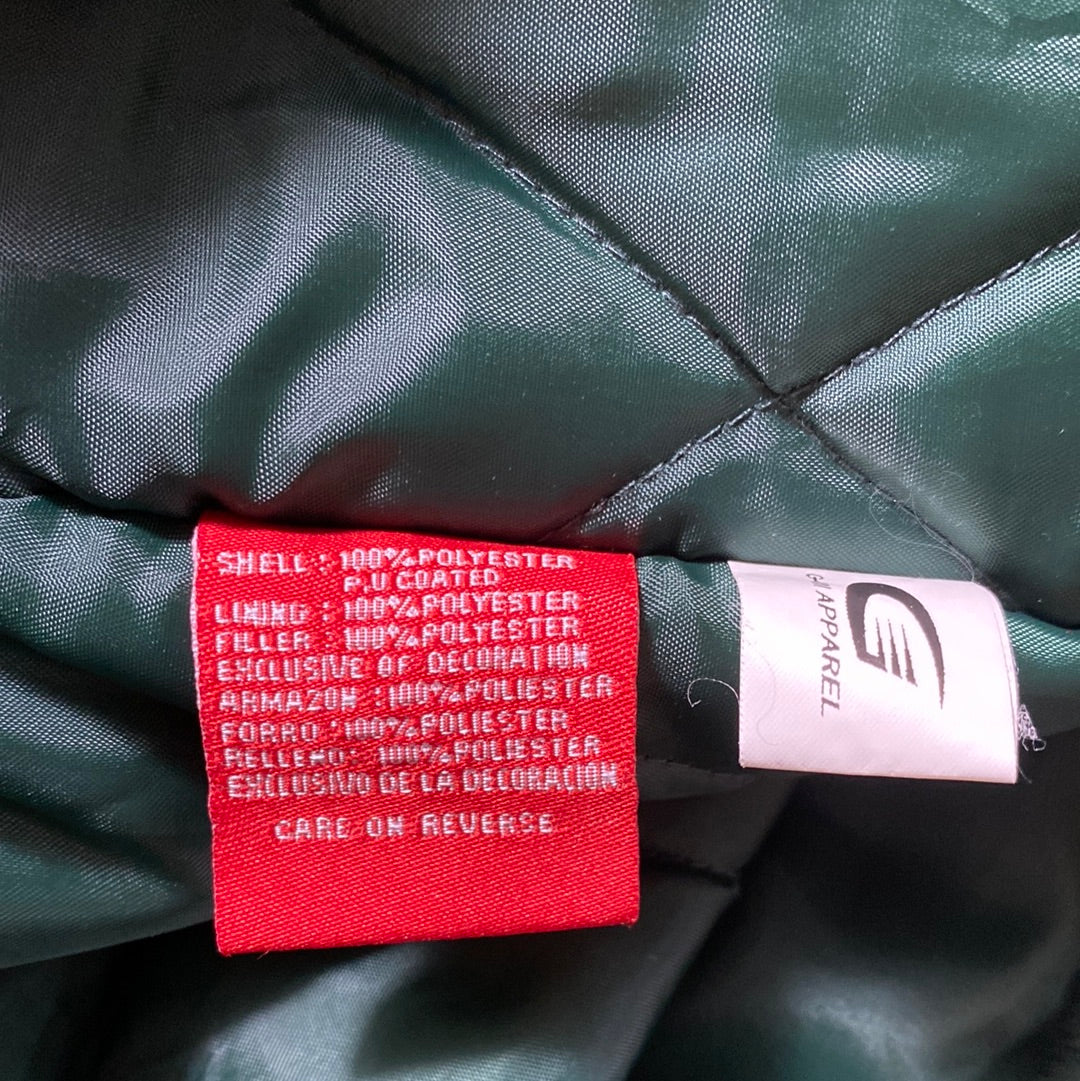 SHELL : 100% POLYESTER
P.U COATED
LINING : 100% POLYESTER
FILLER : 100% POLYESTER
EXCLUSIVE OF DECORATION
ARMAZON : 100% POLIESTER
FORRO : 100% POLIESTER
RELLENO : 100% POLIESTER
EXCLUSIVO DE LA DECORACION
CARE ON REVERSE
G-III APPAREL